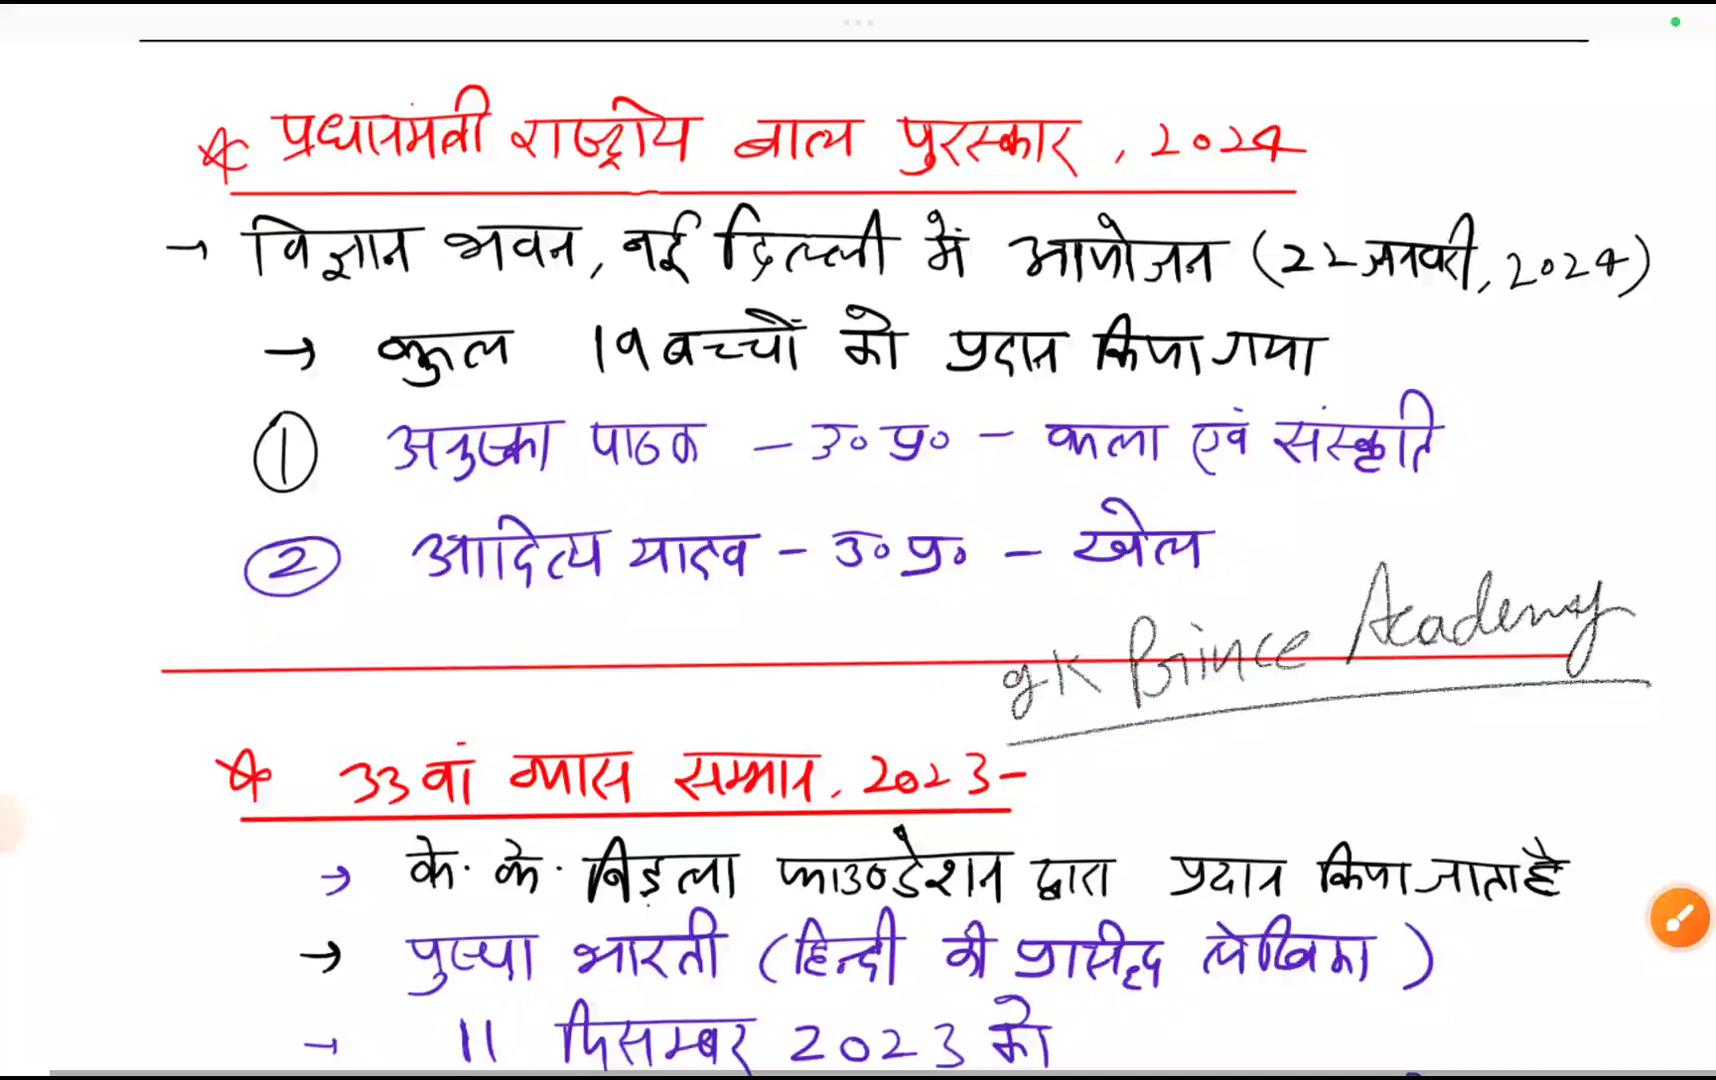 * प्रधानमंत्री राष्ट्रीय बाल पुरस्कार, 2024
→ विज्ञान भवन, नई दिल्ली में आयोजन (22 जनवरी, 2024)
→ कुल 19 बच्चों को प्रदान किया गया
① अनुष्का पाठक - उ० प्र० - कला एवं संस्कृति
② आदित्य यादव - उ० प्र० - खेल
gk Prince Academy
* 33 वां व्यास सम्मान, 2023-
→ के. के. बिड़ला फाउण्डेशन द्वारा प्रदान किया जाता है
→ पुष्पा भारती (हिन्दी की प्रसिद्ध लेखिका)
→ 11 दिसम्बर 2023 को